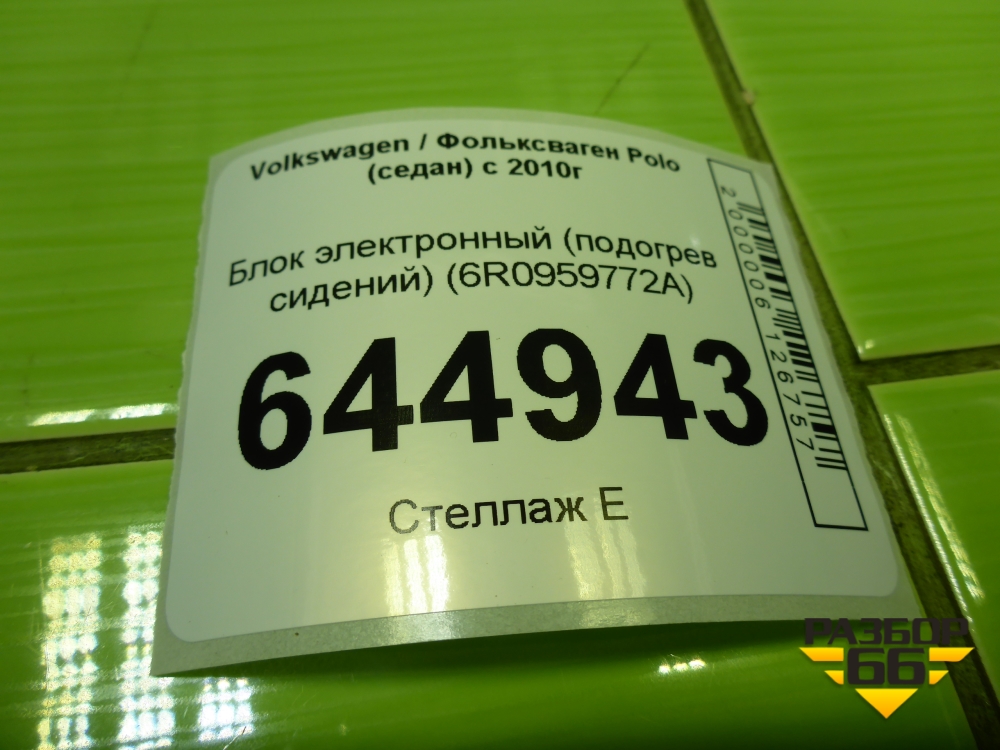 Volkswagen / Фольксваген Polo
(седан) с 2010г
Блок электронный (подогрев
сидений) (6R0959772A)
644943
Стеллаж Е
2000006126757
РАЗБОР
66